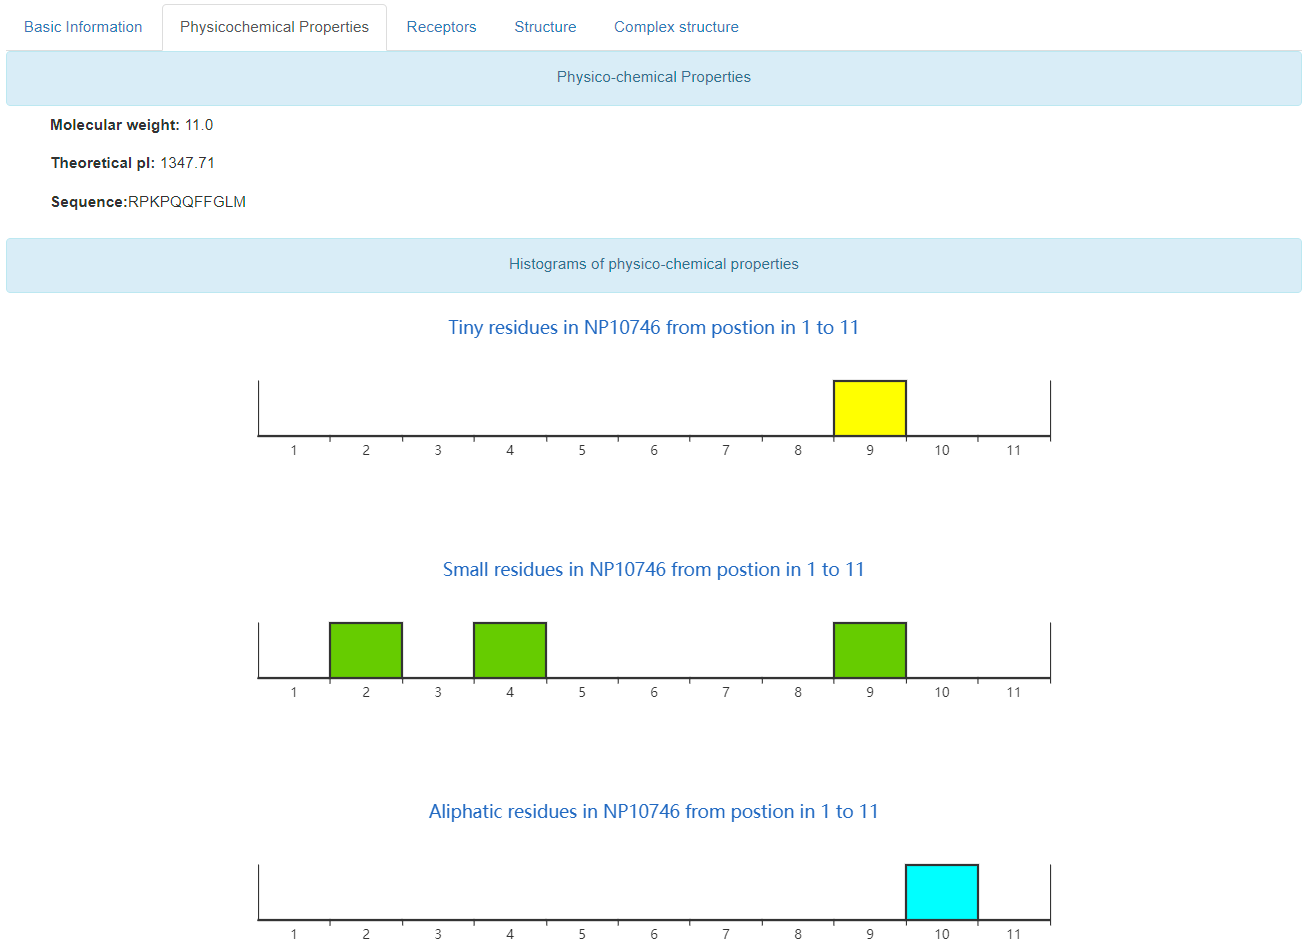 Basic Information Physicochemical Properties Receptors Structure Complex structure
Physico-chemical Properties
Molecular weight: 11.0
Theoretical pI: 1347.71
Sequence:RPKPQQFFGLM
Histograms of physico-chemical properties
Tiny residues in NP10746 from postion in 1 to 11
1 2 3 4 5 6 7 8 9 10 11
Small residues in NP10746 from postion in 1 to 11
1 2 3 4 5 6 7 8 9 10 11
Aliphatic residues in NP10746 from postion in 1 to 11
1 2 3 4 5 6 7 8 9 10 11